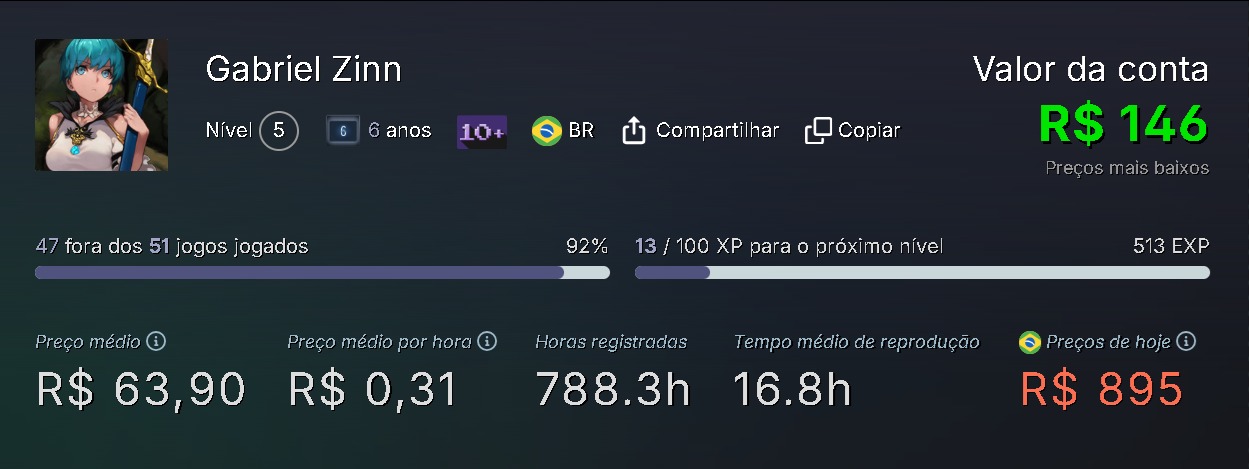 Gabriel Zinn
Nível 5 6 6 anos 10+ BR Compartilhar Copiar
Valor da conta
R$ 146
Preços mais baixos
47 fora dos 51 jogos jogados 92%
13 / 100 XP para o próximo nível 513 EXP
Preço médio
R$ 63,90
Preço médio por hora
R$ 0,31
Horas registradas
788.3h
Tempo médio de reprodução
16.8h
Preços de hoje
R$ 895